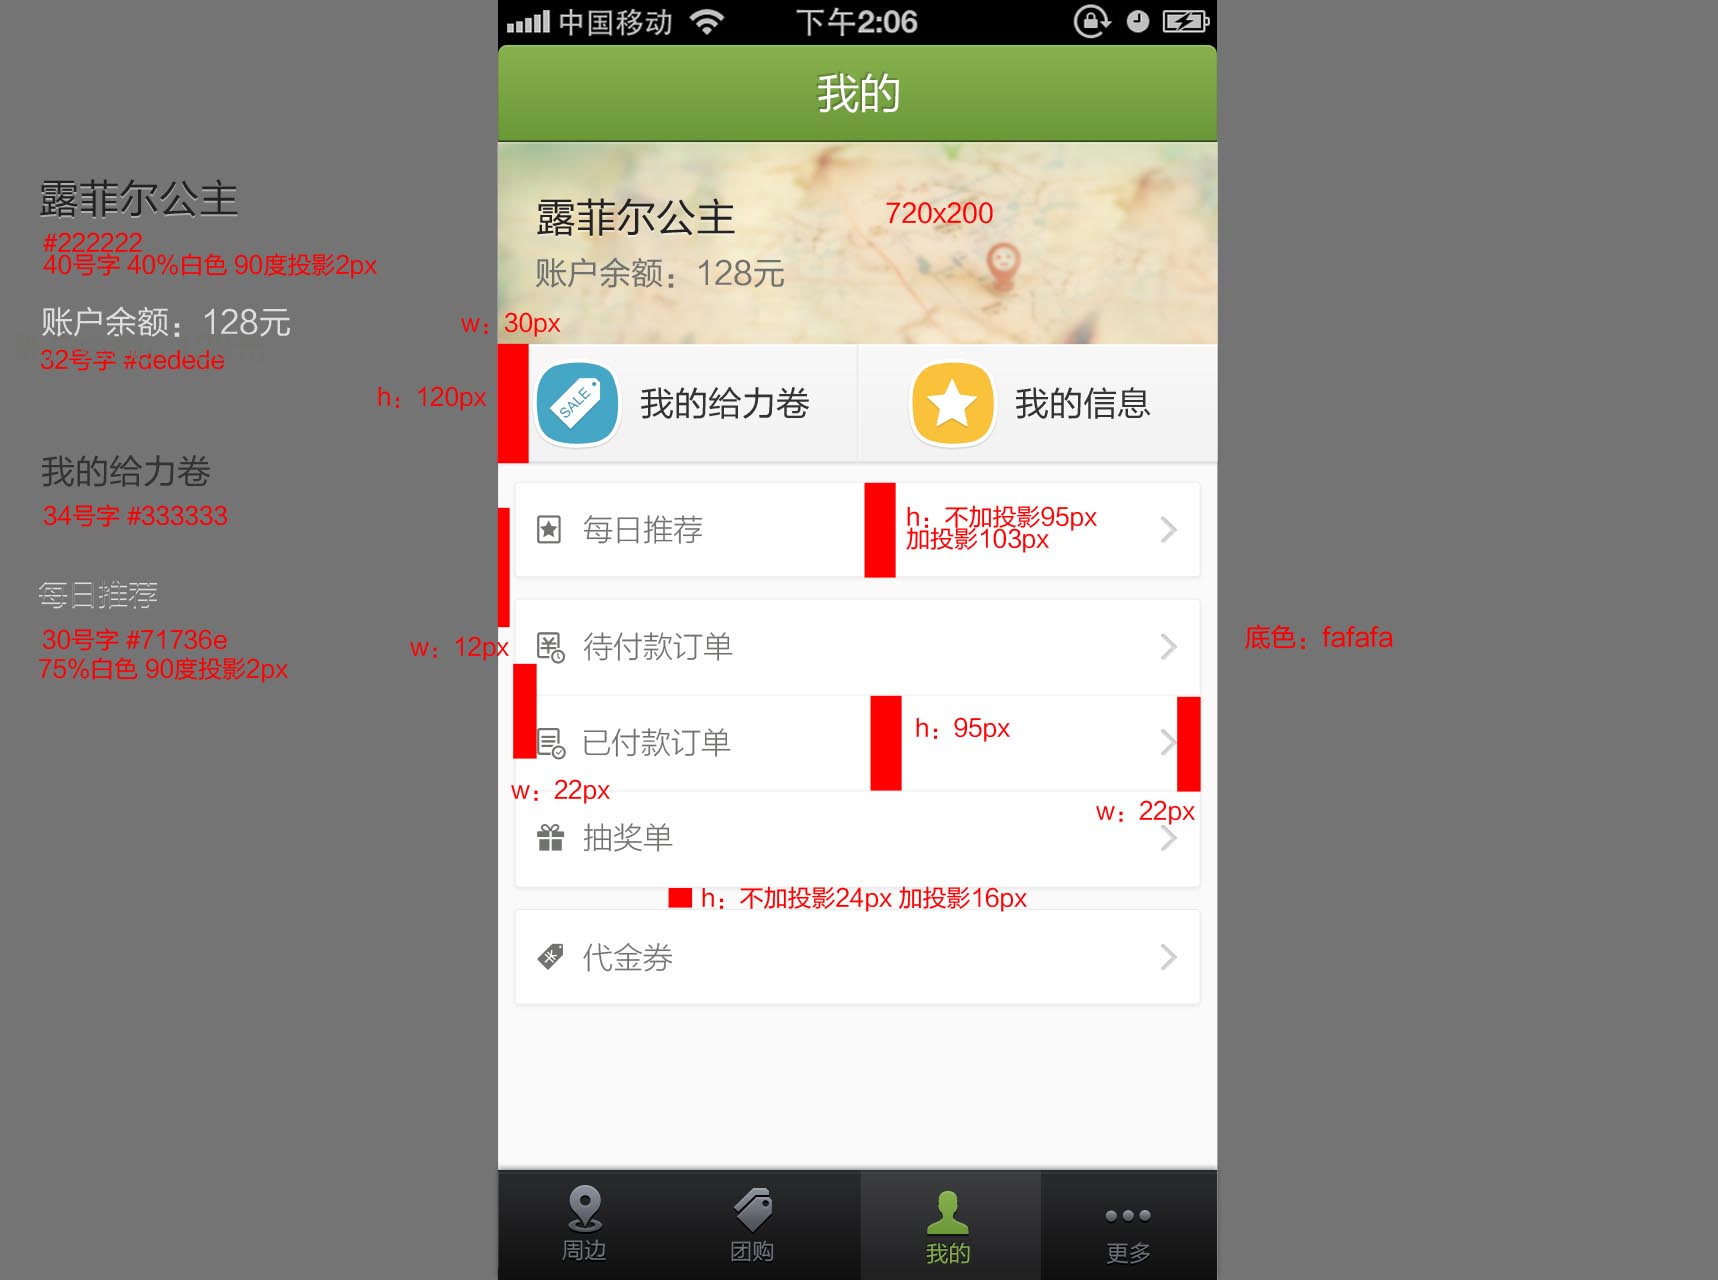 中国移动
下午2:06
我的
露菲尔公主
#222222
40号字 40%白色 90度投影2px
账户余额：128元
32号字 #dedede
我的给力卷
34号字 #333333
每日推荐
30号字 #71736e
75%白色 90度投影2px
露菲尔公主
720x200
账户余额：128元
w：30px
h：120px
SALE
我的给力卷
我的信息
每日推荐
h：不加投影95px
加投影103px
待付款订单
w：12px
底色：fafafa
已付款订单
h：95px
w：22px
w：22px
抽奖单
h：不加投影24px 加投影16px
代金券
周边
团购
我的
更多